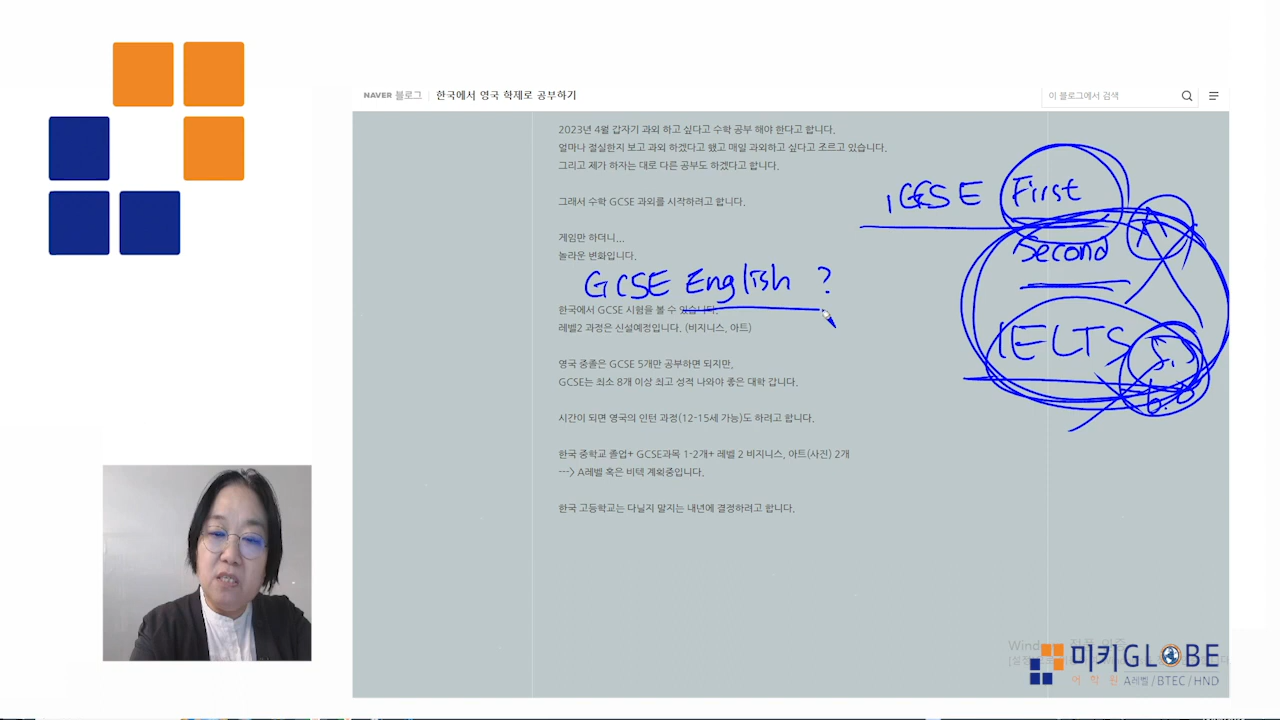 NAVER 블로그 한국에서 영국 학제로 공부하기 이 블로그에서 검색
2023년 4월 갑자기 과외 하고 싶다고 수학 공부 해야 한다고 합니다.
얼마나 절실한지 보고 과외 하겠다고 했고 매일 과외하고 싶다고 조르고 있습니다.
그리고 제가 하자는 대로 다른 공부도 하겠다고 합니다.
IGCSE First
그래서 수학 GCSE 과외를 시작하려고 합니다.
A
게임만 하더니...
놀라운 변화입니다.
Second
GCSE English ?
한국에서 GCSE 시험을 볼 수 있습니다.
레벨2 과정은 신설예정입니다. (비지니스, 아트)
IELTS
영국 중졸은 GCSE 5개만 공부하면 되지만,
GCSE는 최소 8개 이상 최고 성적 나와야 좋은 대학 갑니다.
6.0
시간이 되면 영국의 인턴 과정(12-15세 가능)도 하려고 합니다.
한국 중학교 졸업+ GCSE과목 1-2개+ 레벨 2 비지니스, 아트(사진) 2개
---> A레벨 혹은 비텍 계획중입니다.
한국 고등학교는 다닐지 말지는 내년에 결정하려고 합니다.
미키GLOBE
어학원 A레벨/BTEC/HND